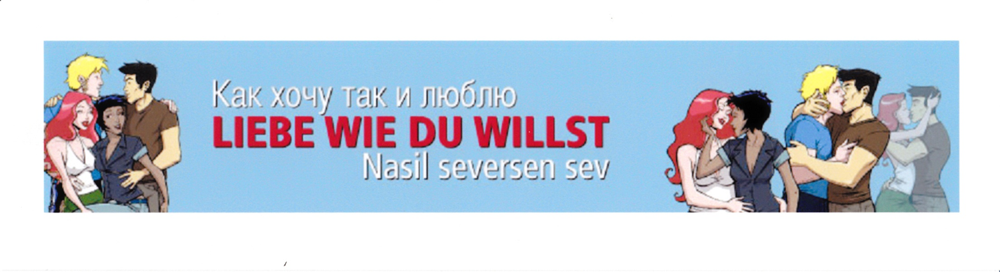 Как хочу так и люблю
LIEBE WIE DU WILLST
Nasil seversen sev